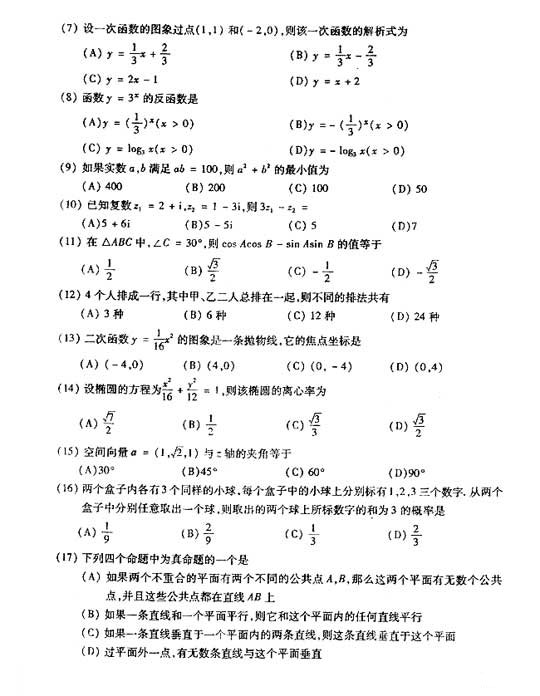 (7) 设一次函数的图象过点(1,1) 和(-2,0),则该一次函数的解析式为
(A) y = 1/3 x + 2/3 (B) y = 1/3 x - 2/3
(C) y = 2x - 1 (D) y = x + 2
(8) 函数 y = 3ˣ 的反函数是
(A)y = (1/3)ˣ(x > 0) (B)y = -(1/3)ˣ(x > 0)
(C) y = log₃ x(x > 0) (D)y = - log₃ x(x > 0)
(9) 如果实数 a,b 满足 ab = 100,则 a² + b² 的最小值为
(A) 400 (B) 200 (C) 100 (D) 50
(10) 已知复数 z₁ = 2 + i,z₂ = 1 - 3i,则 3z₁ - z₂ =
(A)5 + 6i (B)5 - 5i (C) 5 (D)7
(11) 在 △ABC 中,∠C = 30°,则 cos Acos B - sin Asin B 的值等于
(A) 1/2 (B) √3/2 (C) - 1/2 (D) - √3/2
(12) 4 个人排成一行,其中甲、乙二人总排在一起,则不同的排法共有
(A) 3 种 (B) 6 种 (C) 12 种 (D) 24 种
(13) 二次函数 y = 1/16 x² 的图象是一条抛物线,它的焦点坐标是
(A) (-4,0) (B) (4,0) (C) (0, -4) (D) (0,4)
(14) 设椭圆的方程为 x²/16 + y²/12 = 1,则该椭圆的离心率为
(A) √7/2 (B) 1/2 (C) √3/3 (D) √3/2
(15) 空间向量 a = (1,√2,1) 与 z 轴的夹角等于
(A)30° (B)45° (C) 60° (D)90°
(16) 两个盒子内各有 3 个同样的小球,每个盒子中的小球上分别标有 1,2,3 三个数字. 从两个
盒子中分别任意取出一个球,则取出的两个球上所标数字的和为 3 的概率是
(A) 1/9 (B) 2/9 (C) 1/3 (D) 2/3
(17) 下列四个命题中为真命题的一个是
(A) 如果两个不重合的平面有两个不同的公共点 A,B,那么这两个平面有无数个公共
点,并且这些公共点都在直线 AB 上
(B) 如果一条直线和一个平面平行,则它和这个平面内的任何直线平行
(C) 如果一条直线垂直于一个平面内的两条直线,则这条直线垂直于这个平面
(D) 过平面外一点,有无数条直线与这个平面垂直